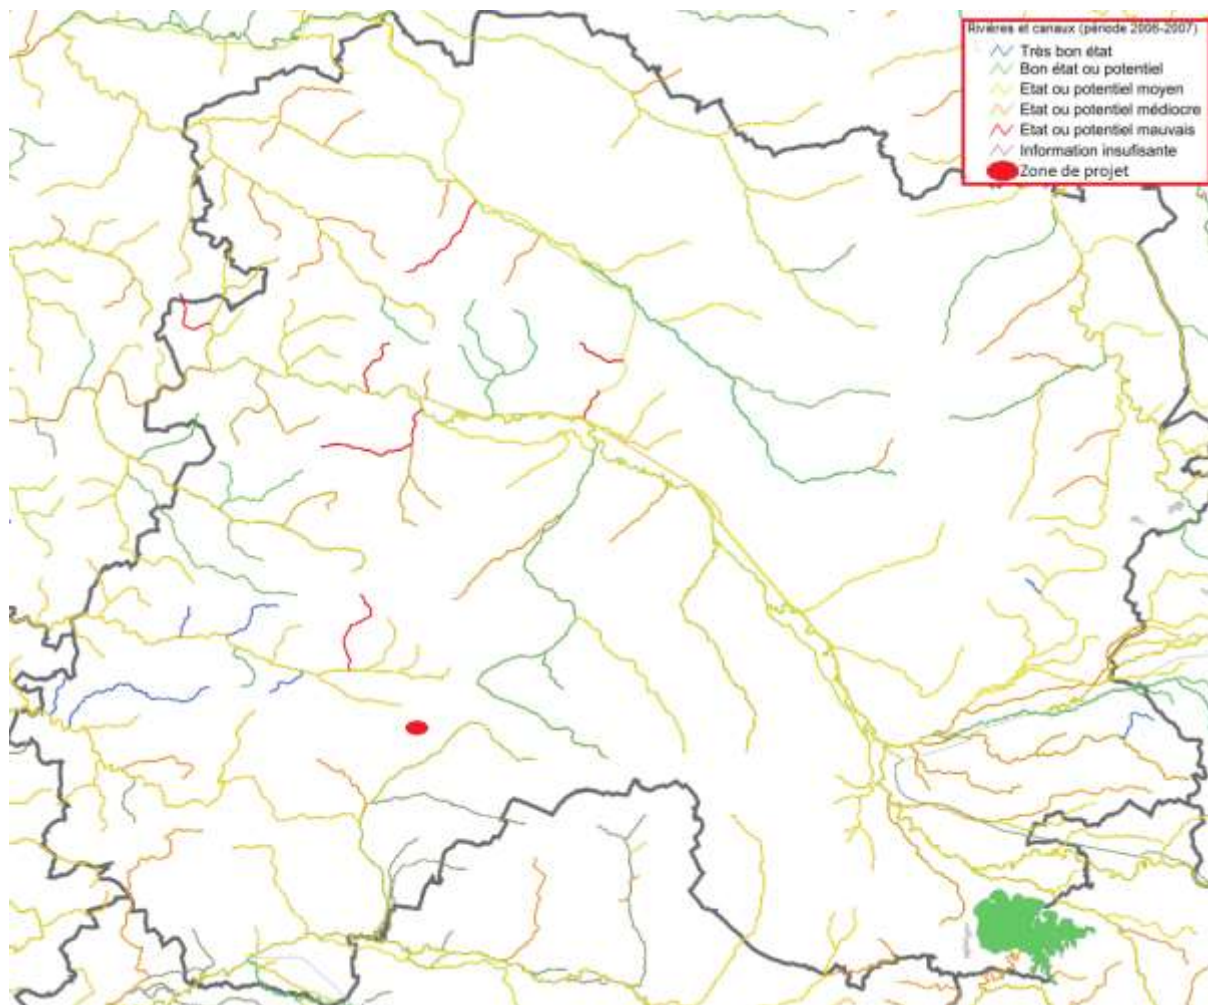 Rivières et canaux (période 2006-2007)
Très bon état
Bon état ou potentiel
Etat ou potentiel moyen
Etat ou potentiel médiocre
Etat ou potentiel mauvais
Information insufisante
Zone de projet